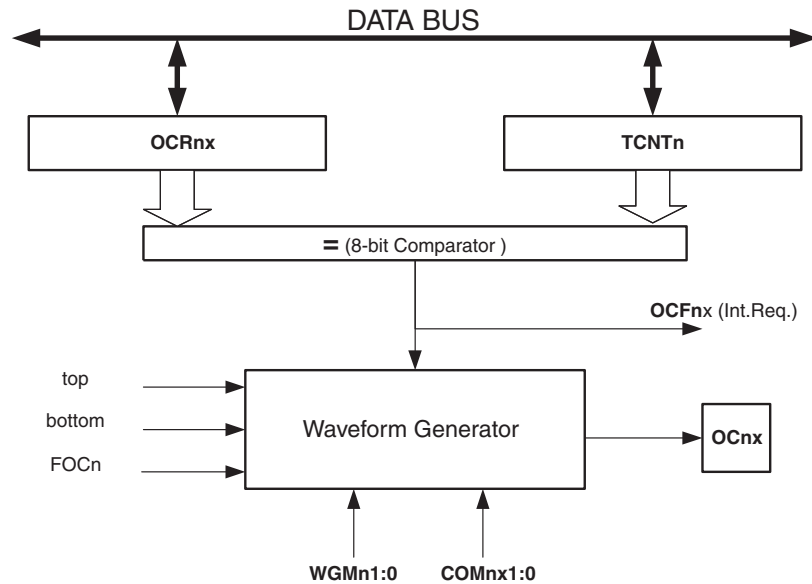 DATA BUS
OCRnx
TCNTn
= (8-bit Comparator )
OCFnx (Int.Req.)
top
bottom
FOCn
Waveform Generator
OCnx
WGMn1:0
COMnx1:0